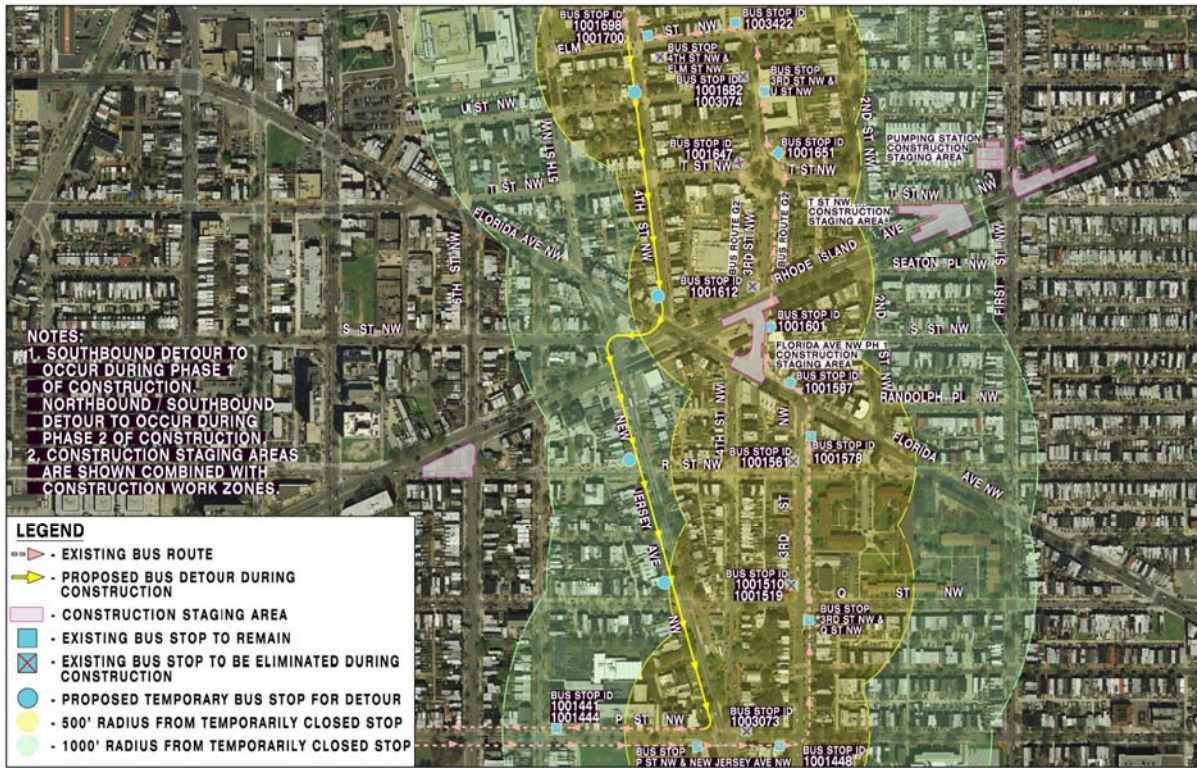 BUS STOP ID
1001698
1001700
BUS STOP ID
1003422
ELM ST NW
BUS STOP
4TH ST NW &
ELM ST NW
BUS STOP ID
1001682
1003074
BUS STOP
3RD ST NW &
U ST NW
U ST NW
5TH ST NW
2ND ST NW
PUMPING STATION
CONSTRUCTION
STAGING AREA
BUS STOP ID
1001647
T ST NW
BUS STOP ID
1001651
T ST NW
T ST NW
T ST NW
4TH ST NW
FLORIDA AVE NW
6TH ST NW
BUS ROUTE G2
3RD ST NW
BUS ROUTE G2
RHODE ISLAND AVE NW
T ST NW
CONSTRUCTION
STAGING AREA
SEATON PL NW
FIRST ST NW
BUS STOP ID
1001612
S ST NW
BUS STOP ID
1001601
2ND ST NW
S ST NW
FLORIDA AVE NW PH 1
CONSTRUCTION
STAGING AREA
BUS STOP ID
1001587
RANDOLPH PL NW
4TH ST NW
NOTES:
1. SOUTHBOUND DETOUR TO
OCCUR DURING PHASE 1
OF CONSTRUCTION.
NORTHBOUND / SOUTHBOUND
DETOUR TO OCCUR DURING
PHASE 2 OF CONSTRUCTION.
2. CONSTRUCTION STAGING AREAS
ARE SHOWN COMBINED WITH
CONSTRUCTION WORK ZONES.
NEW JERSEY AVE NW
R ST NW
BUS STOP ID
1001561
BUS STOP ID
1001578
FLORIDA AVE NW
3RD ST NW
BUS STOP ID
1001510
1001519
Q ST NW
BUS STOP
3RD ST NW &
Q ST NW
BUS STOP ID
1001441
1001444
P ST NW
BUS STOP ID
1003073
BUS STOP
P ST NW & NEW JERSEY AVE NW
BUS STOP ID
1001448
LEGEND
- EXISTING BUS ROUTE
- PROPOSED BUS DETOUR DURING
CONSTRUCTION
- CONSTRUCTION STAGING AREA
- EXISTING BUS STOP TO REMAIN
- EXISTING BUS STOP TO BE ELIMINATED DURING
CONSTRUCTION
- PROPOSED TEMPORARY BUS STOP FOR DETOUR
- 500' RADIUS FROM TEMPORARILY CLOSED STOP
- 1000' RADIUS FROM TEMPORARILY CLOSED STOP